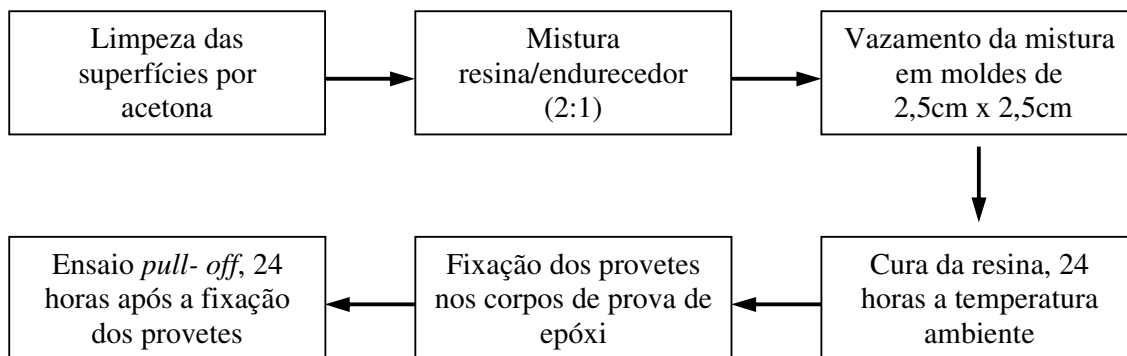 Limpeza das
superfícies por
acetona
Mistura
resina/endurecedor
(2:1)
Vazamento da mistura
em moldes de
2,5cm x 2,5cm
Cura da resina, 24
horas a temperatura
ambiente
Fixação dos provetes
nos corpos de prova de
epóxi
Ensaio pull- off, 24
horas após a fixação
dos provetes